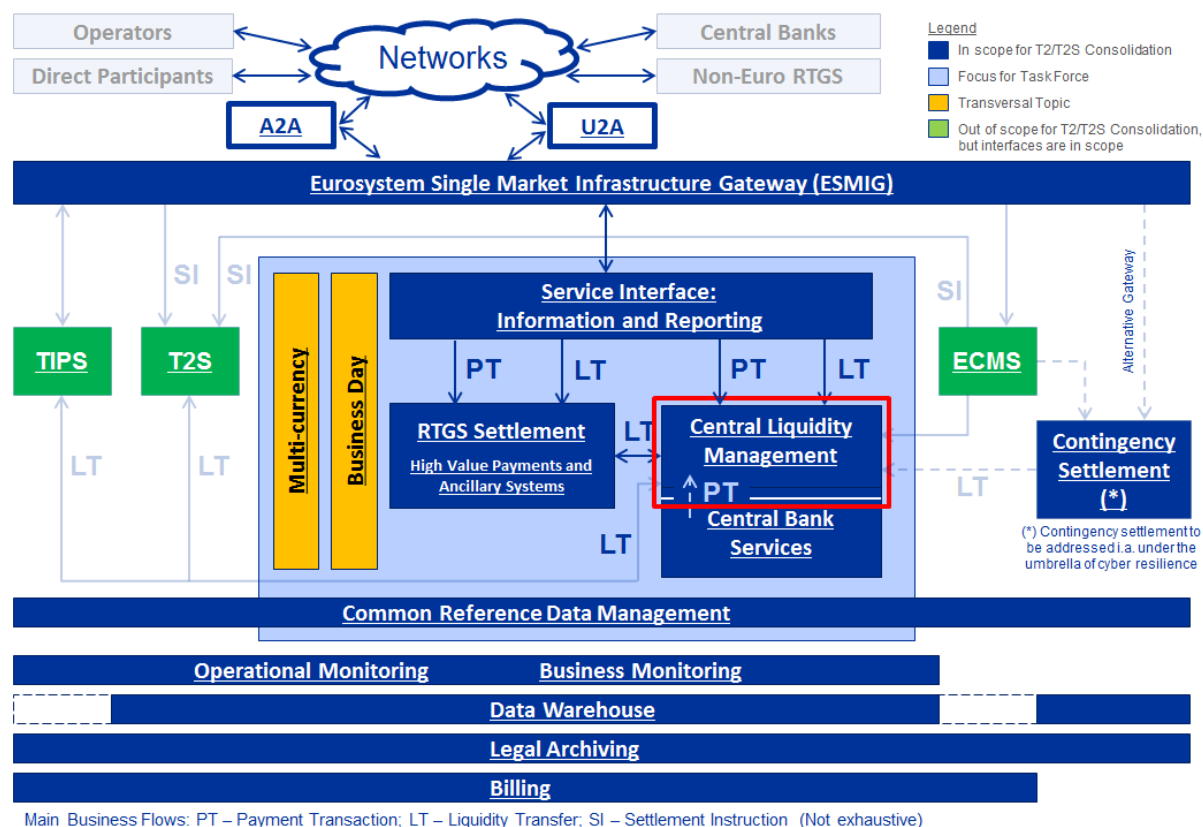 Operators
Networks
Central Banks
Direct Participants
Non-Euro RTGS
Legend
In scope for T2/T2S Consolidation
Focus for Task Force
Transversal Topic
Out of scope for T2/T2S Consolidation,
but interfaces are in scope
A2A
U2A
Eurosystem Single Market Infrastructure Gateway (ESMIG)
SI
SI
SI
Alternative Gateway
Multi-currency
Business Day
Service Interface:
Information and Reporting
TIPS
T2S
ECMS
PT
LT
PT
LT
RTGS Settlement
High Value Payments and
Ancillary Systems
LT
Central Liquidity
Management
PT
Central Bank
Services
LT
LT
LT
LT
Contingency
Settlement
(*)
(*) Contingency settlement to
be addressed i.a. under the
umbrella of cyber resilience
Common Reference Data Management
Operational Monitoring
Business Monitoring
Data Warehouse
Legal Archiving
Billing
Main Business Flows: PT – Payment Transaction; LT – Liquidity Transfer; SI – Settlement Instruction (Not exhaustive)